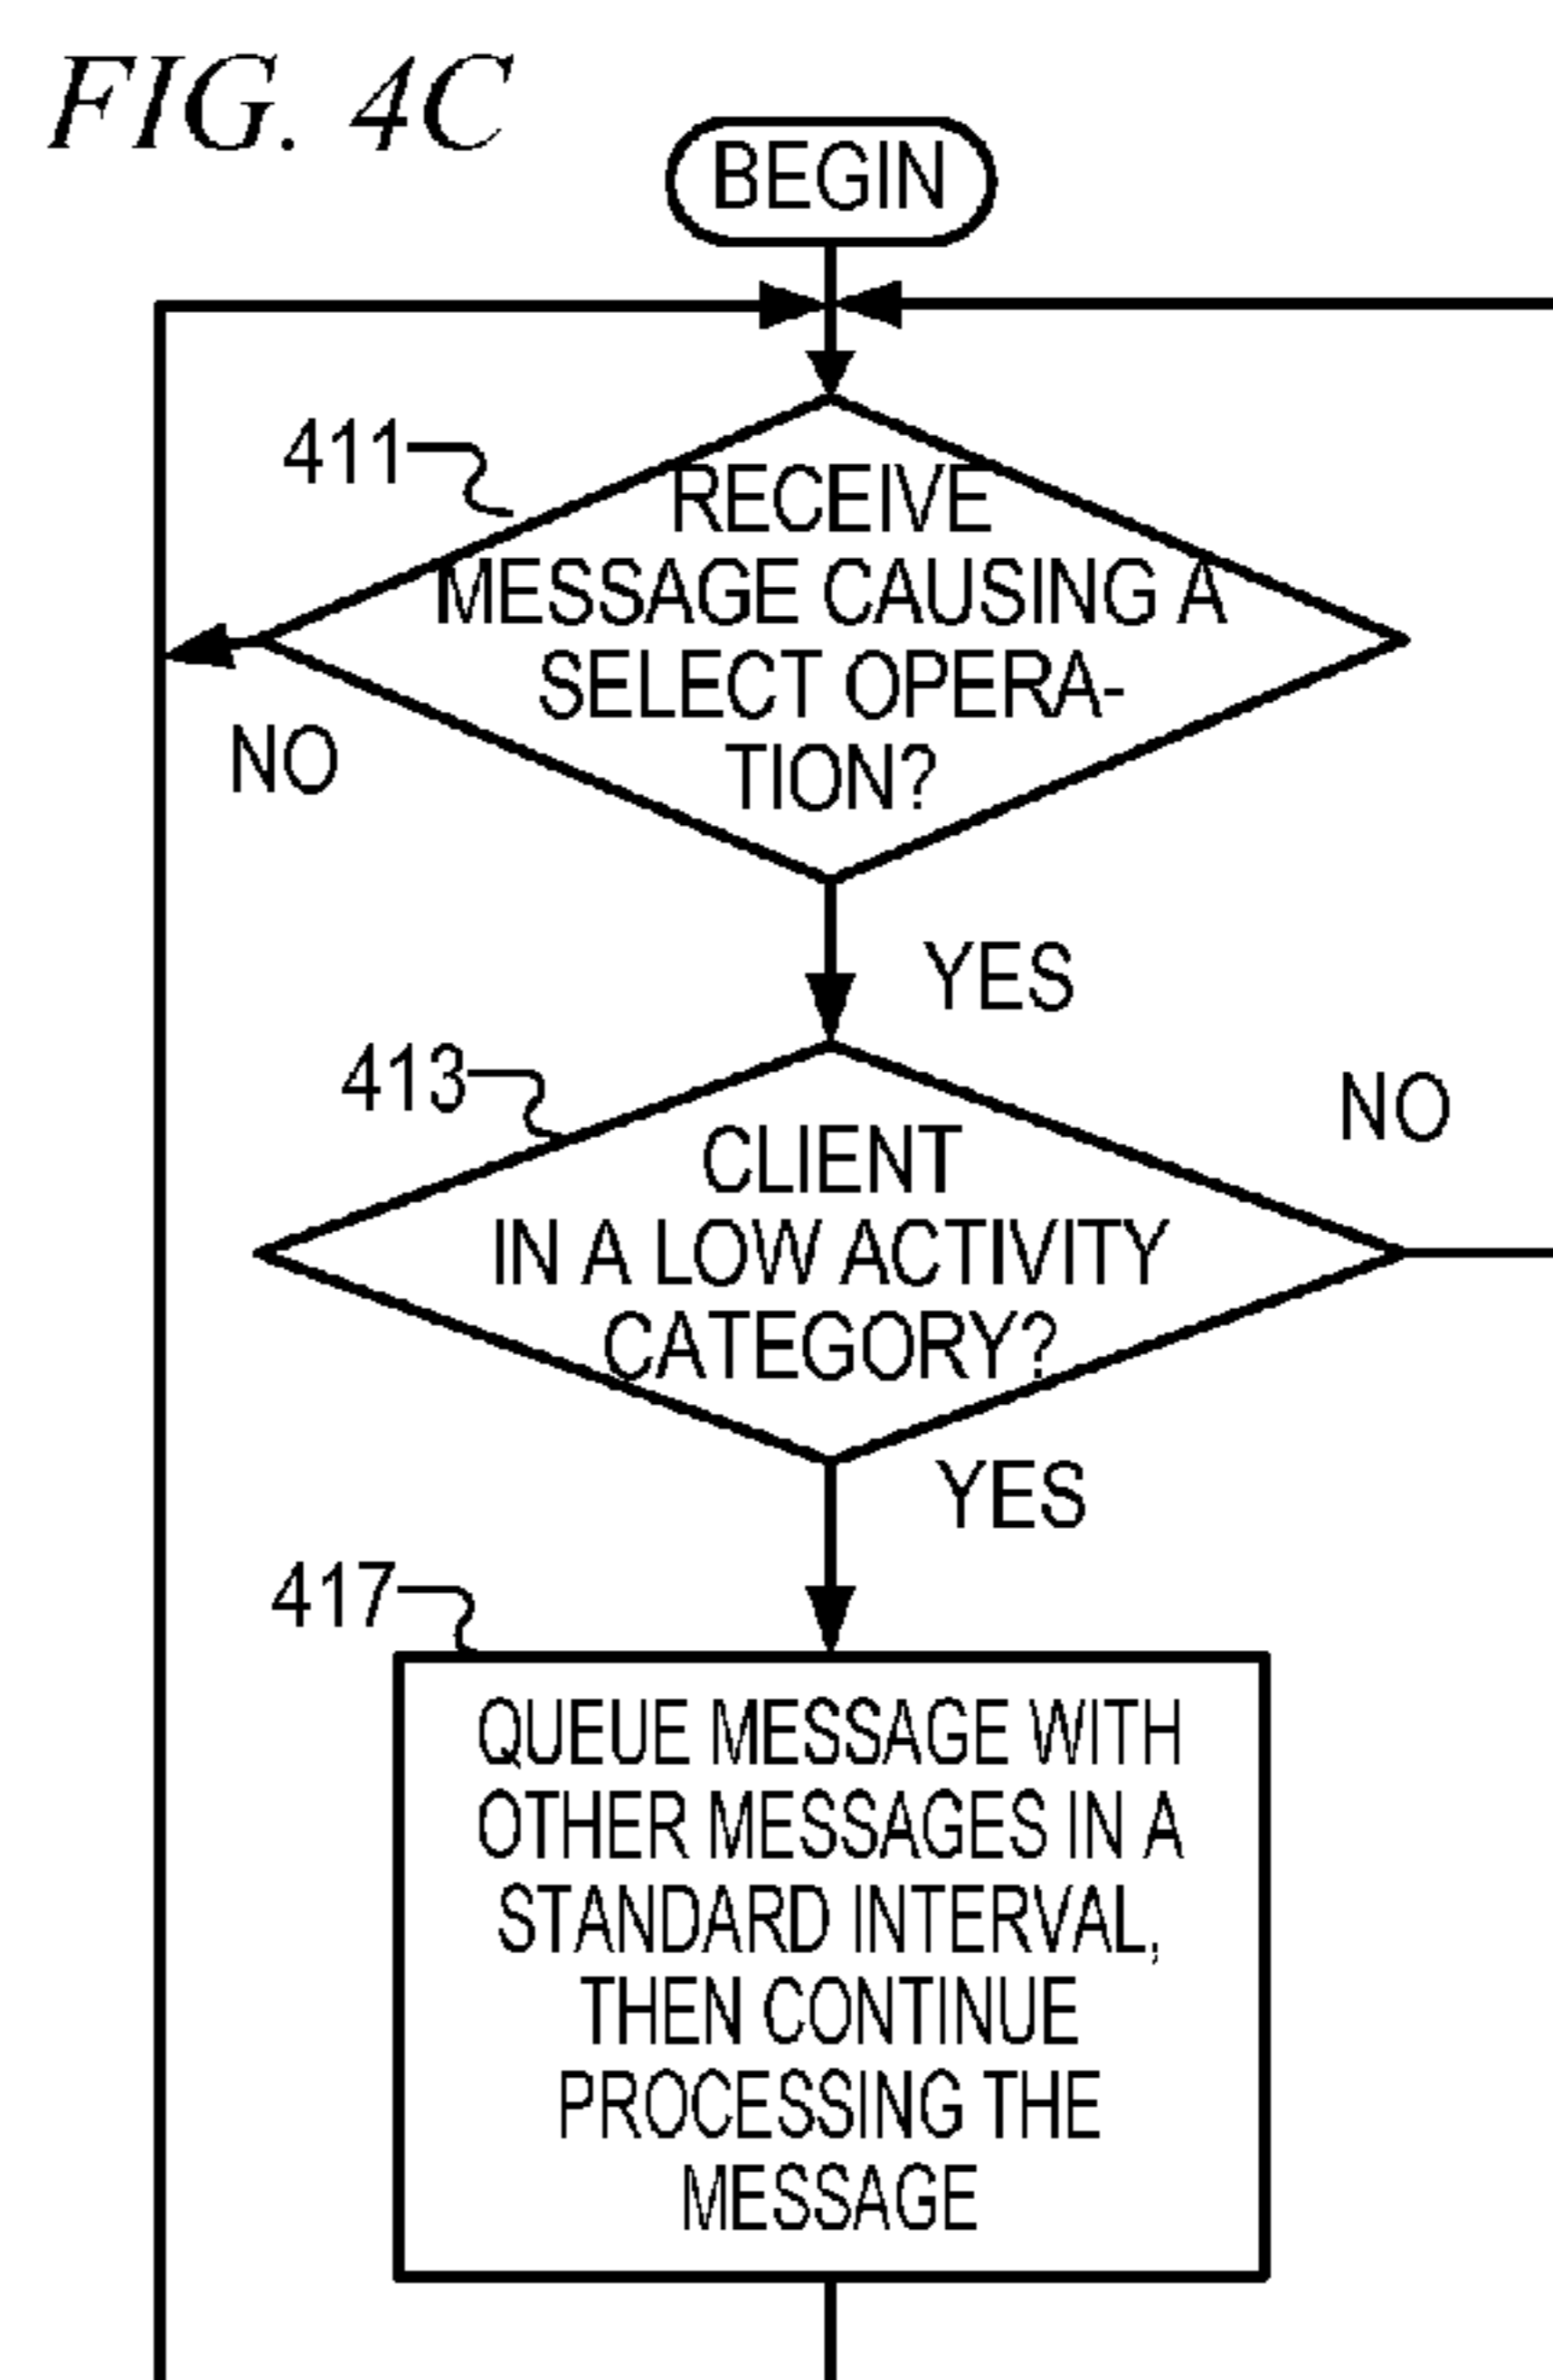 FIG. 4C
BEGIN
411
RECEIVE
MESSAGE CAUSING A
SELECT OPERA-
TION?
NO
YES
413
CLIENT
IN A LOW ACTIVITY
CATEGORY?
NO
YES
417
QUEUE MESSAGE WITH
OTHER MESSAGES IN A
STANDARD INTERVAL,
THEN CONTINUE
PROCESSING THE
MESSAGE